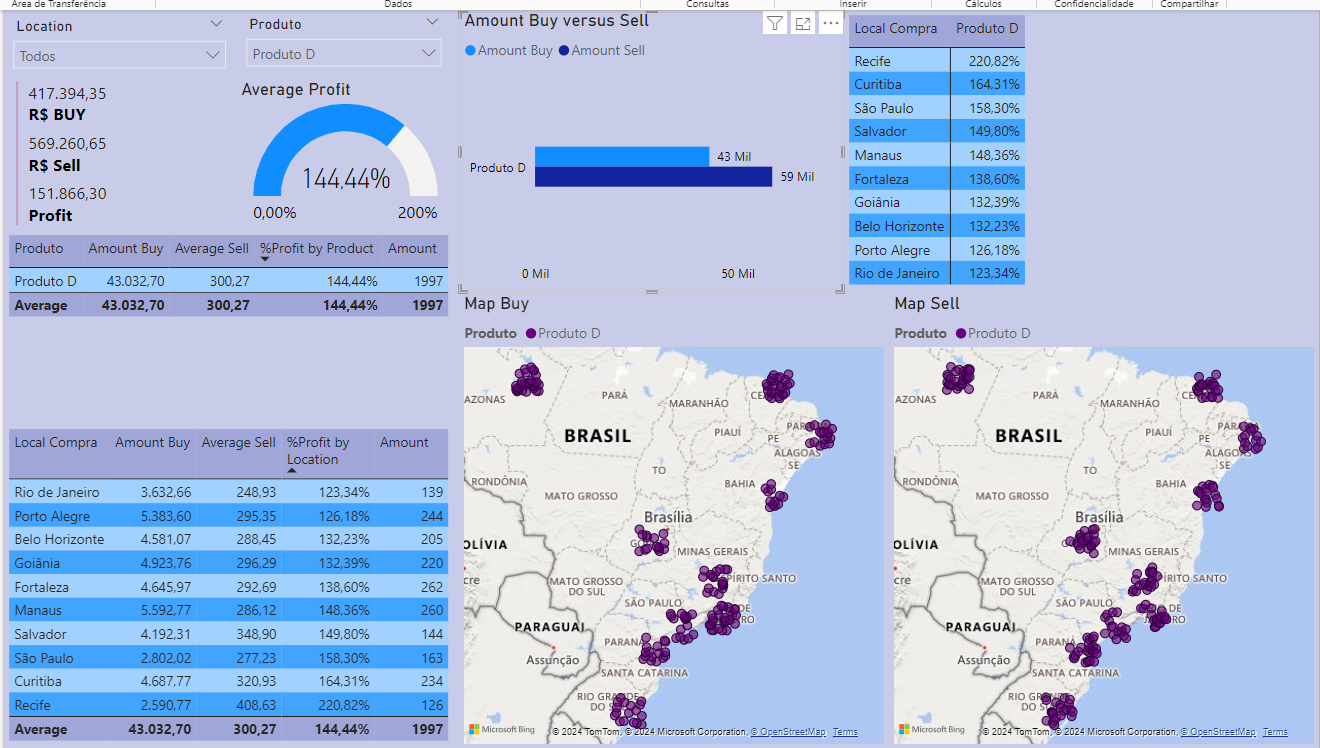 Área de Transferência Dados Consultas Inserir Cálculos Confidencialidade Compartilhar
Location
Todos
Produto
Produto D
417.394,35
R$ BUY
569.260,65
R$ Sell
151.866,30
Profit
Average Profit
144,44%
0,00% 200%
Produto Amount Buy Average Sell %Profit by Product Amount
Produto D 43.032,70 300,27 144,44% 1997
Average 43.032,70 300,27 144,44% 1997
Amount Buy versus Sell
Amount Buy Amount Sell
Produto D
43 Mil
59 Mil
0 Mil 50 Mil
Local Compra Produto D
Recife 220,82%
Curitiba 164,31%
São Paulo 158,30%
Salvador 149,80%
Manaus 148,36%
Fortaleza 138,60%
Goiânia 132,39%
Belo Horizonte 132,23%
Porto Alegre 126,18%
Rio de Janeiro 123,34%
Local Compra Amount Buy Average Sell %Profit by Location Amount
Rio de Janeiro 3.632,66 248,93 123,34% 139
Porto Alegre 5.383,60 295,35 126,18% 244
Belo Horizonte 4.581,07 288,45 132,23% 205
Goiânia 4.923,76 296,29 132,39% 220
Fortaleza 4.645,97 292,69 138,60% 262
Manaus 5.592,77 286,12 148,36% 260
Salvador 4.192,31 348,90 149,80% 144
São Paulo 2.802,02 277,23 158,30% 163
Curitiba 4.687,77 320,93 164,31% 234
Recife 2.590,77 408,63 220,82% 126
Average 43.032,70 300,27 144,44% 1997
Map Buy
Produto Produto D
AZONAS
PARÁ
MARANHÃO
CE
BRASIL
PIAUÍ
PE
ALAGOAS
SE
TO
RONDÔNIA
MATO GROSSO
BAHIA
Brasília
OLÍVIA
MINAS GERAIS
cre
MATO GROSSO
DO SUL
PÍRITO SANTO
SÃO PAULO
PARAGUAI
PARANÁ
Assunção
SANTA CATARINA
RIO GRANDE
DO S
Microsoft Bing
© 2024 TomTom, © 2024 Microsoft Corporation, © OpenStreetMap Terms
Map Sell
Produto Produto D
AZONAS
PARÁ
MARANHÃO
CE
BRASIL
PIAUÍ
PE
ALAGOAS
SE
TO
RONDÔNIA
MATO GROSSO
BAHIA
Brasília
OLÍVIA
MINAS GERAIS
cre
MATO GROSSO
DO SUL
ÍRITO SANTO
SÃO PAULO
DE
PARAGUAI
PARANÁ
Assunção
SANTA CATARINA
RIO GR
DO S
Microsoft Bing
© 2024 TomTom, © 2024 Microsoft Corporation, © OpenStreetMap Terms